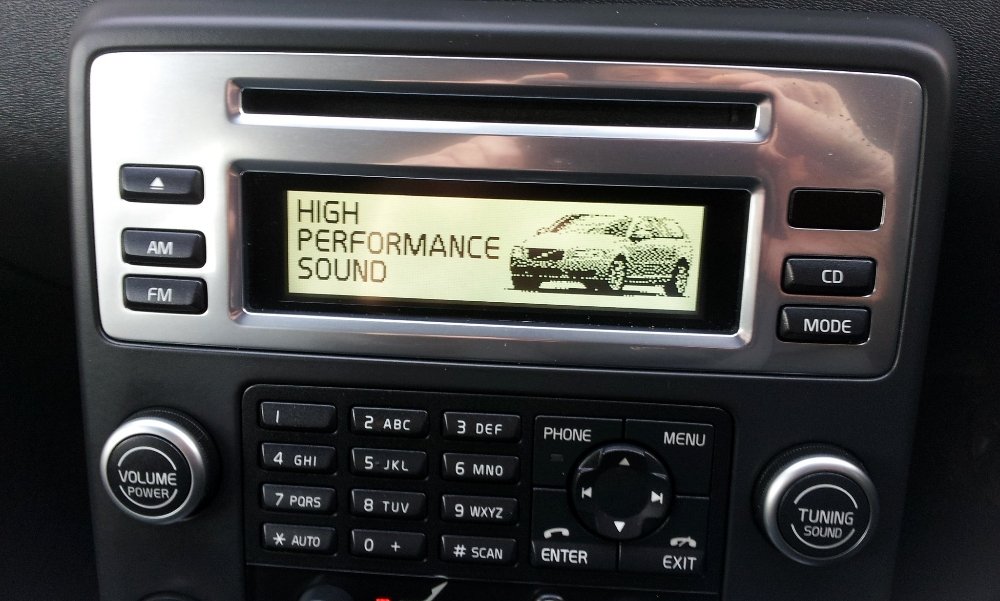 HIGH
PERFORMANCE
SOUND
AM
FM
CD
MODE
VOLUME
POWER
1
2 ABC
3 DEF
4 GHI
5 JKL
6 MNO
7 PQRS
8 TUV
9 WXYZ
* AUTO
0 +
# SCAN
PHONE
MENU
ENTER
EXIT
TUNING
SOUND